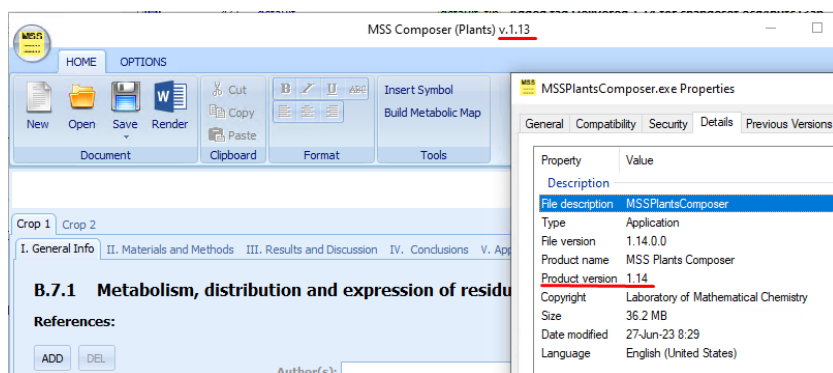 MSS Composer (Plants) v.1.13
MSS
HOME OPTIONS
New Open Save Render
Document
Cut
Copy
Paste
Clipboard
B I U ABC
Format
Insert Symbol
Build Metabolic Map
Tools
Crop 1 Crop 2
I. General Info II. Materials and Methods III. Results and Discussion IV. Conclusions V. App
B.7.1 Metabolism, distribution and expression of residu
References:
ADD DEL
Author(s):
MSS MSSPlantsComposer.exe Properties
General Compatibility Security Details Previous Versions
Property Value
Description
File description MSSPlantsComposer
Type Application
File version 1.14.0.0
Product name MSS Plants Composer
Product version 1.14
Copyright Laboratory of Mathematical Chemistry
Size 36.2 MB
Date modified 27-Jun-23 8:29
Language English (United States)